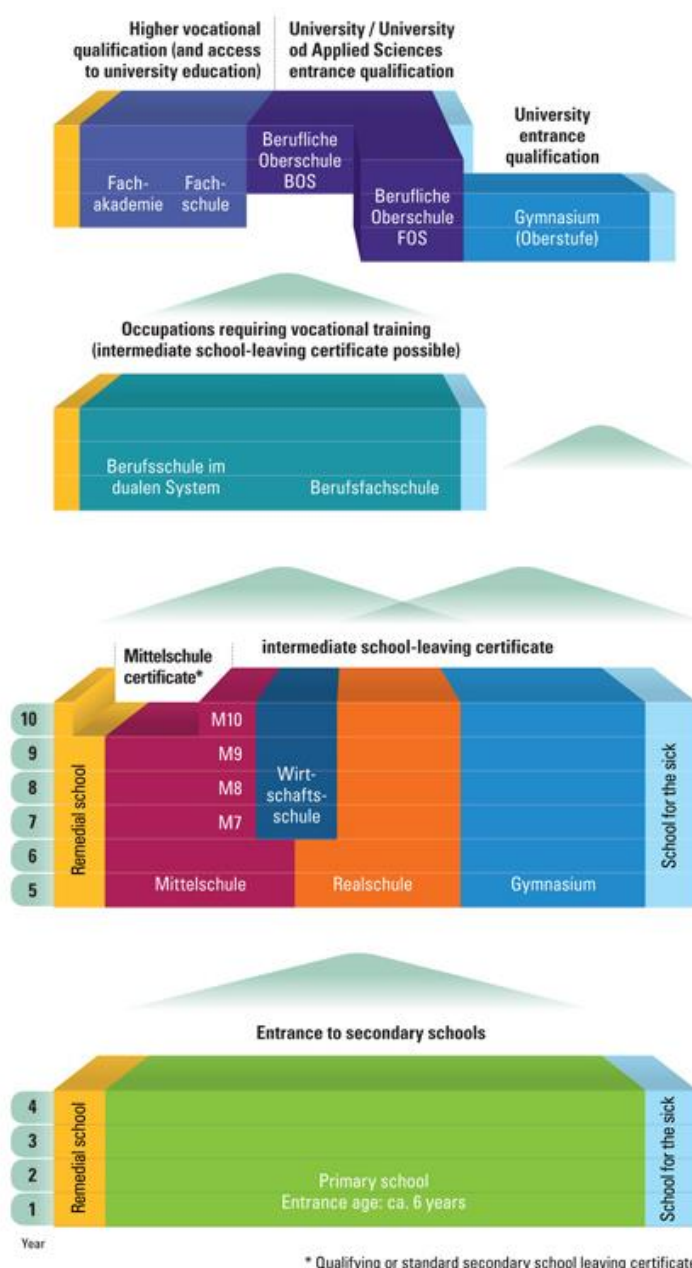 Higher vocational
qualification (and access
to university education)
University / University
od Applied Sciences
entrance qualification
University
entrance
qualification
Fach-
akademie
Fach-
schule
Berufliche
Oberschule
BOS
Berufliche
Oberschule
FOS
Gymnasium
(Oberstufe)
Occupations requiring vocational training
(intermediate school-leaving certificate possible)
Berufsschule im
dualen System
Berufsfachschule
Mittelschule
certificate*
intermediate school-leaving certificate
10
9
8
7
6
5
Remedial school
M10
M9
M8
M7
Wirt-
schafts-
schule
Mittelschule
Realschule
Gymnasium
School for the sick
Entrance to secondary schools
4
3
2
1
Year
Remedial school
Primary school
Entrance age: ca. 6 years
School for the sick
* Qualifying or standard secondary school leaving certificate